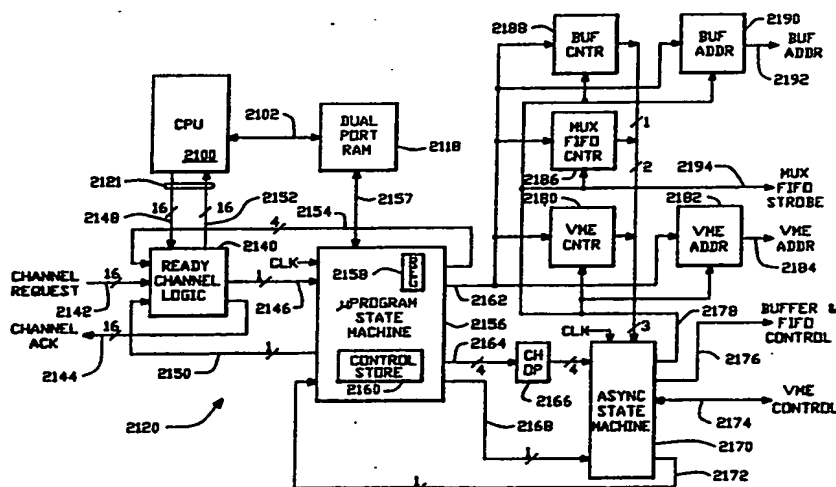 2188
BUF
CNTR
2190
BUF
ADDR
BUF
ADDR
2192
CPU
2100
2102
DUAL
PORT
RAM
2118
1
MUX
FIFO
CNTR
2
2186
2194
MUX
FIFO
STROBE
2121
2148
16
16
2152
4
2154
2157
2180
2182
VME
CNTR
VME
ADDR
VME
ADDR
2184
2140
READY
CHANNEL
LOGIC
CHANNEL
REQUEST
16
2142
1
2146
CLK
2158
REG
2162
μPROGRAM
STATE
MACHINE
2156
CLK
3
2178
BUFFER &
FIFO
CONTROL
2176
CHANNEL
ACK
16
2144
2150
1
CONTROL
STORE
2160
2164
4
CH
OP
4
2166
ASYNC
STATE
MACHINE
VME
CONTROL
2174
2120
2168
1
2170
2172
1